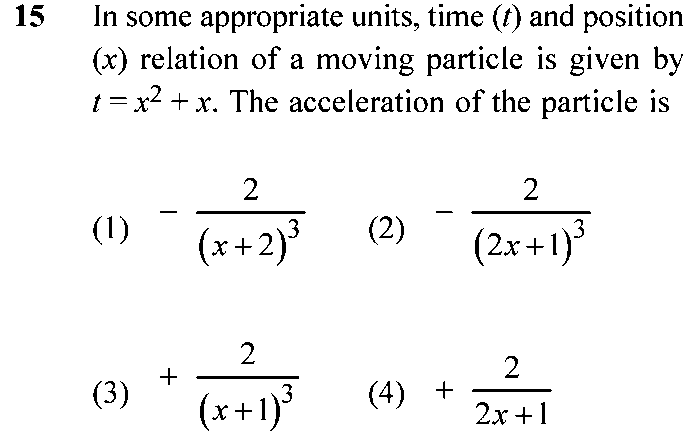 15 In some appropriate units, time (t) and position
(x) relation of a moving particle is given by
t = x² + x. The acceleration of the particle is
(1) − 2/(x + 2)³ (2) − 2/(2x + 1)³
(3) + 2/(x + 1)³ (4) + 2/(2x + 1)